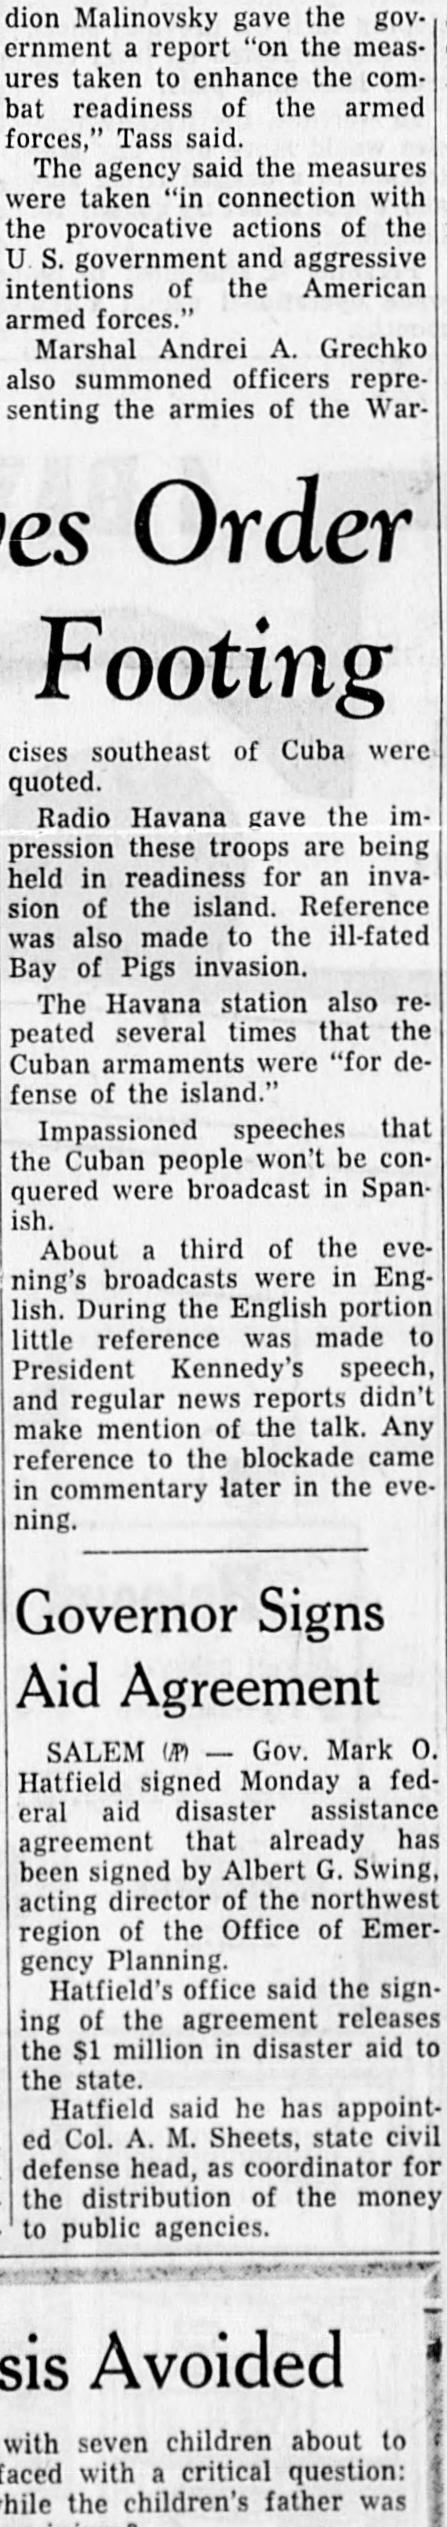 dion Malinovsky gave the gov-
ernment a report "on the meas-
ures taken to enhance the com-
bat readiness of the armed
forces," Tass said.
The agency said the measures
were taken "in connection with
the provocative actions of the
U. S. government and aggressive
intentions of the American
armed forces."
Marshal Andrei A. Grechko
also summoned officers repre-
senting the armies of the War-
es Order
Footing
cises southeast of Cuba were
quoted.
Radio Havana gave the im-
pression these troops are being
held in readiness for an inva-
sion of the island. Reference
was also made to the ill-fated
Bay of Pigs invasion.
The Havana station also re-
peated several times that the
Cuban armaments were "for de-
fense of the island."
Impassioned speeches that
the Cuban people won't be con-
quered were broadcast in Span-
ish.
About a third of the eve-
ning's broadcasts were in Eng-
lish. During the English portion
little reference was made to
President Kennedy's speech,
and regular news reports didn't
make mention of the talk. Any
reference to the blockade came
in commentary later in the eve-
ning.
Governor Signs
Aid Agreement
SALEM (AP) — Gov. Mark O.
Hatfield signed Monday a fed-
eral aid disaster assistance
agreement that already has
been signed by Albert G. Swing,
acting director of the northwest
region of the Office of Emer-
gency Planning.
Hatfield's office said the sign-
ing of the agreement releases
the $1 million in disaster aid to
the state.
Hatfield said he has appoint-
ed Col. A. M. Sheets, state civil
defense head, as coordinator for
the distribution of the money
to public agencies.
sis Avoided
with seven children about to
faced with a critical question:
while the children's father was